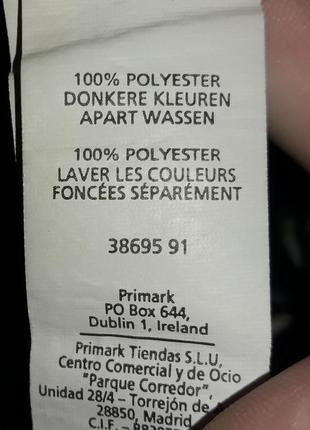 100% POLYESTER
DONKERE KLEUREN
APART WASSEN
100% POLYESTER
LAVER LES COULEURS
FONCÉES SÉPARÉMENT
38695 91
Primark
PO Box 644,
Dublin 1, Ireland
Primark Tiendas S.L.U,
Centro Comercial y de Ocio
"Parque Corredor",
Unidad 28/4 - Torrejón de
28850, Madrid
C.I.F. -